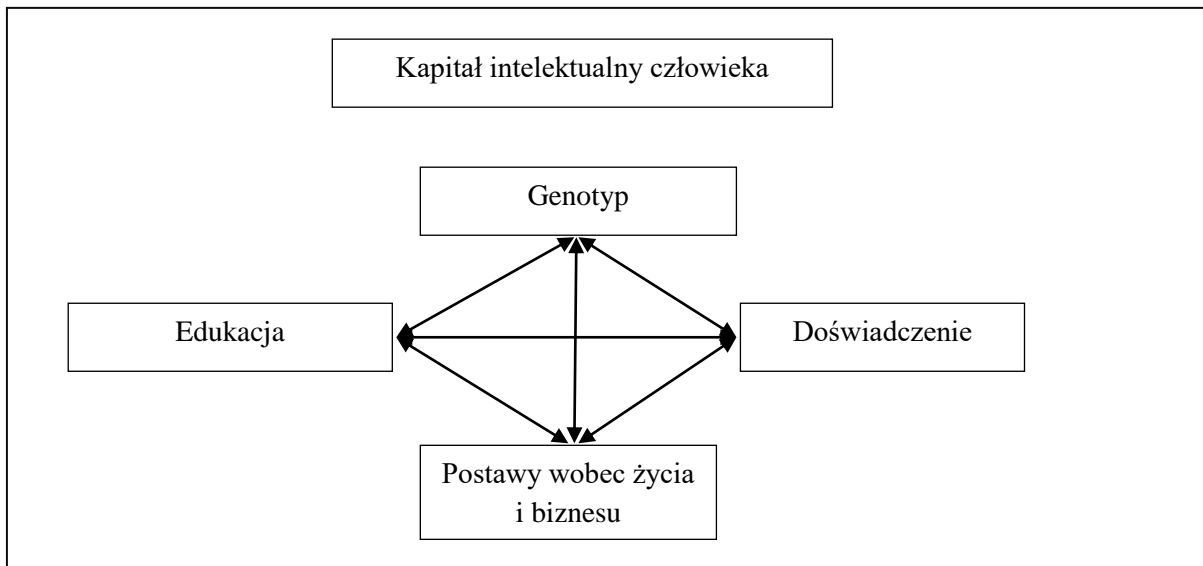 Kapitał intelektualny człowieka
Genotyp
Edukacja
Doświadczenie
Postawy wobec życia
i biznesu